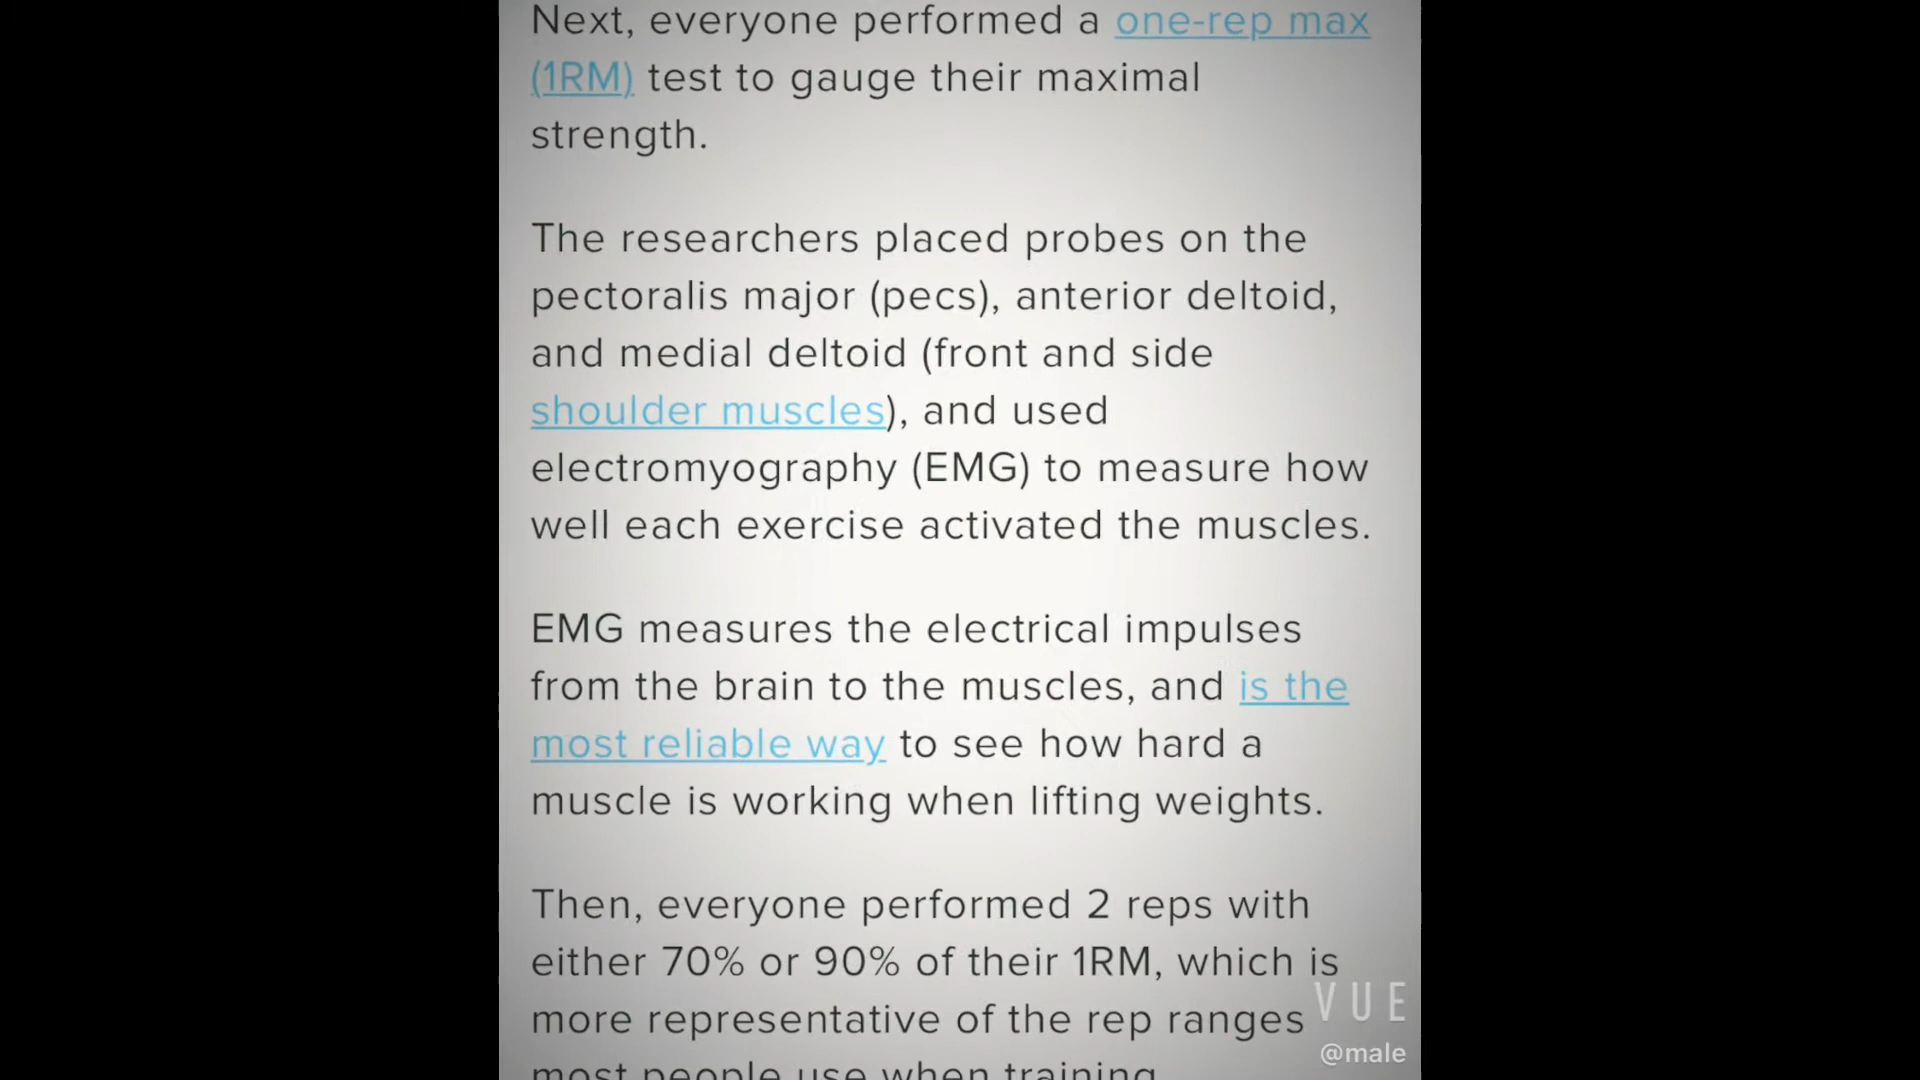 Next, everyone performed a one-rep max
(1RM) test to gauge their maximal
strength.
The researchers placed probes on the
pectoralis major (pecs), anterior deltoid,
and medial deltoid (front and side
shoulder muscles), and used
electromyography (EMG) to measure how
well each exercise activated the muscles.
EMG measures the electrical impulses
from the brain to the muscles, and is the
most reliable way to see how hard a
muscle is working when lifting weights.
Then, everyone performed 2 reps with
either 70% or 90% of their 1RM, which is
more representative of the rep ranges
most people use when training
VUE
@male